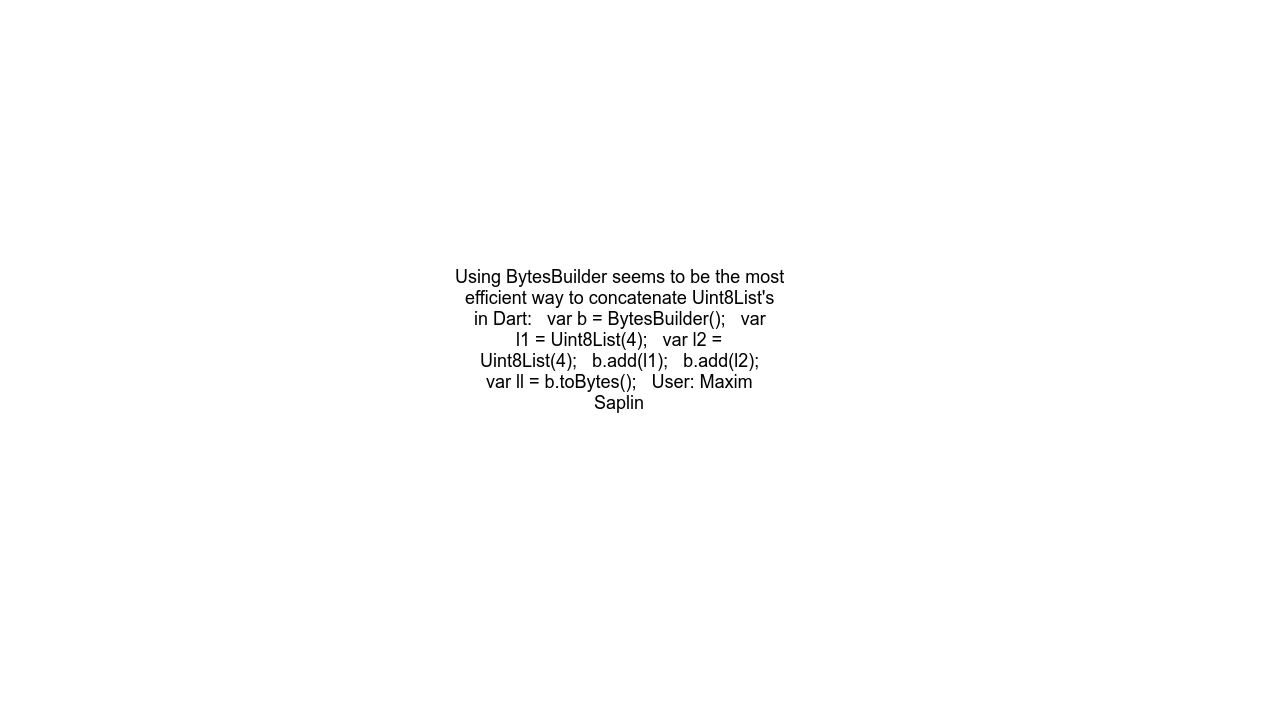 Using BytesBuilder seems to be the most
efficient way to concatenate Uint8List's
in Dart:   var b = BytesBuilder();   var
l1 = Uint8List(4);   var l2 =
Uint8List(4);   b.add(l1);   b.add(l2);
var ll = b.toBytes();   User: Maxim
Saplin